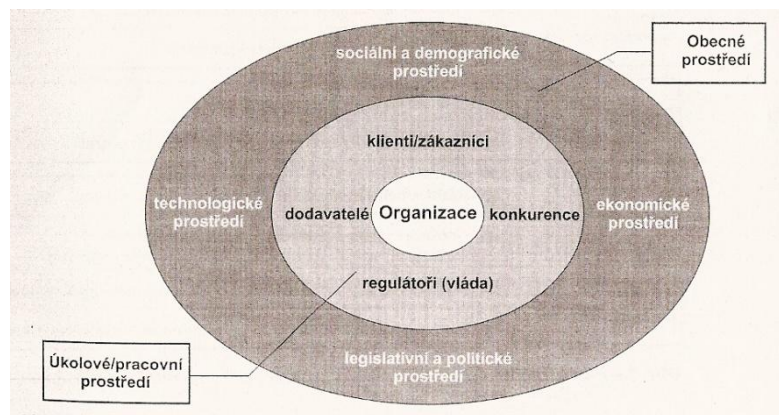 sociální a demografické
prostředí
Obecné
prostředí
klienti/zákazníci
technologické
prostředí
dodavatelé
Organizace
konkurence
ekonomické
prostředí
regulátoři (vláda)
Úkolové/pracovní
prostředí
legislativní a politické
prostředí